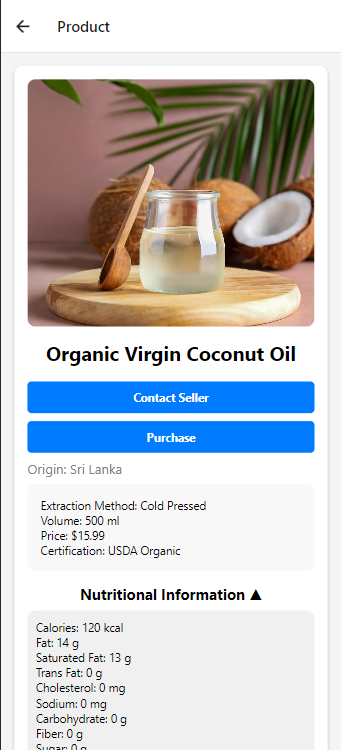 Product
Organic Virgin Coconut Oil
Contact Seller
Purchase
Origin: Sri Lanka
Extraction Method: Cold Pressed
Volume: 500 ml
Price: $15.99
Certification: USDA Organic
Nutritional Information ▲
Calories: 120 kcal
Fat: 14 g
Saturated Fat: 13 g
Trans Fat: 0 g
Cholesterol: 0 mg
Sodium: 0 mg
Carbohydrate: 0 g
Fiber: 0 g
Sugar: 0 g